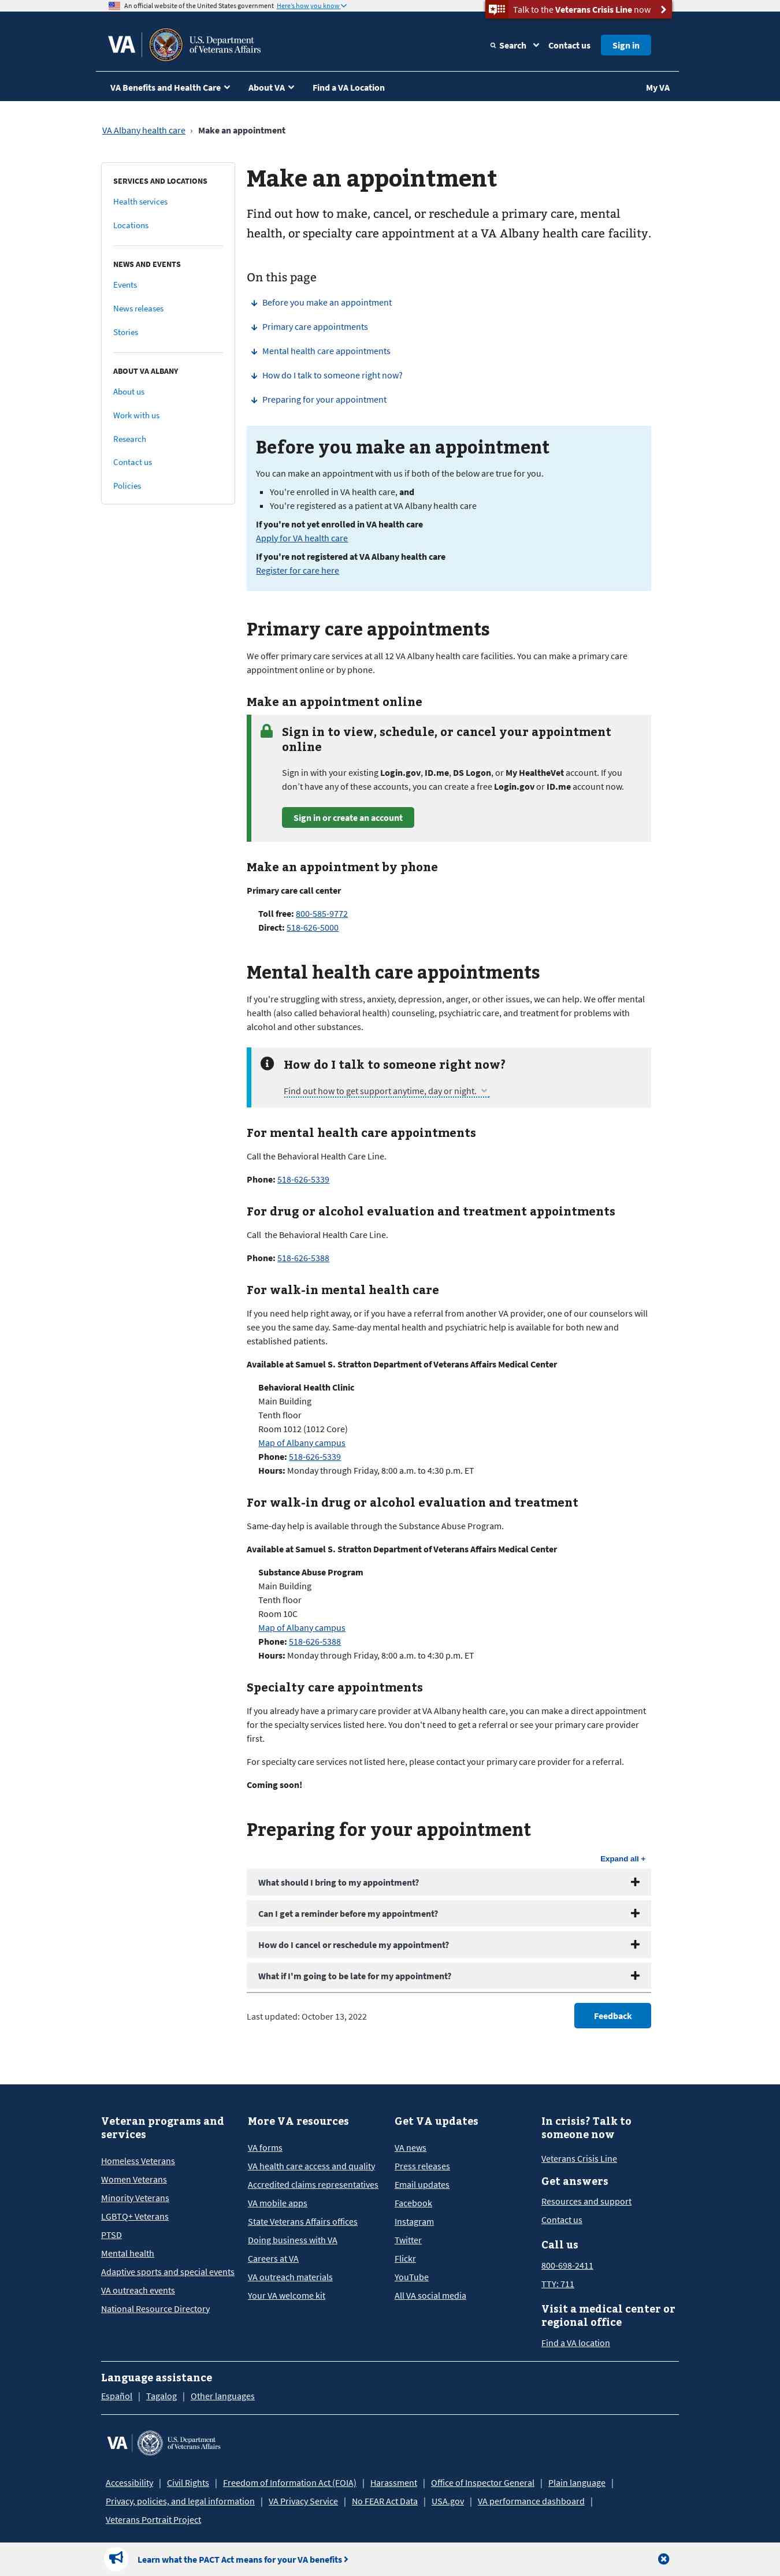 An official website of the United States government Here's how you know
Talk to the Veterans Crisis Line now
VA
U.S. Department
of Veterans Affairs
Search
Contact us
Sign in
VA Benefits and Health Care
About VA
Find a VA Location
My VA
VA Albany health care › Make an appointment
SERVICES AND LOCATIONS
Health services
Locations
NEWS AND EVENTS
Events
News releases
Stories
ABOUT VA ALBANY
About us
Work with us
Research
Contact us
Policies
Make an appointment
Find out how to make, cancel, or reschedule a primary care, mental
health, or specialty care appointment at a VA Albany health care facility.
On this page
Before you make an appointment
Primary care appointments
Mental health care appointments
How do I talk to someone right now?
Preparing for your appointment
Before you make an appointment
You can make an appointment with us if both of the below are true for you.
You're enrolled in VA health care, and
You're registered as a patient at VA Albany health care
If you're not yet enrolled in VA health care
Apply for VA health care
If you're not registered at VA Albany health care
Register for care here
Primary care appointments
We offer primary care services at all 12 VA Albany health care facilities. You can make a primary care
appointment online or by phone.
Make an appointment online
Sign in to view, schedule, or cancel your appointment
online
Sign in with your existing Login.gov, ID.me, DS Logon, or My HealtheVet account. If you
don't have any of these accounts, you can create a free Login.gov or ID.me account now.
Sign in or create an account
Make an appointment by phone
Primary care call center
Toll free: 800-585-9772
Direct: 518-626-5000
Mental health care appointments
If you're struggling with stress, anxiety, depression, anger, or other issues, we can help. We offer mental
health (also called behavioral health) counseling, psychiatric care, and treatment for problems with
alcohol and other substances.
How do I talk to someone right now?
Find out how to get support anytime, day or night.
For mental health care appointments
Call the Behavioral Health Care Line.
Phone: 518-626-5339
For drug or alcohol evaluation and treatment appointments
Call the Behavioral Health Care Line.
Phone: 518-626-5388
For walk-in mental health care
If you need help right away, or if you have a referral from another VA provider, one of our counselors will
see you the same day. Same-day mental health and psychiatric help is available for both new and
established patients.
Available at Samuel S. Stratton Department of Veterans Affairs Medical Center
Behavioral Health Clinic
Main Building
Tenth floor
Room 1012 (1012 Core)
Map of Albany campus
Phone: 518-626-5339
Hours: Monday through Friday, 8:00 a.m. to 4:30 p.m. ET
For walk-in drug or alcohol evaluation and treatment
Same-day help is available through the Substance Abuse Program.
Available at Samuel S. Stratton Department of Veterans Affairs Medical Center
Substance Abuse Program
Main Building
Tenth floor
Room 10C
Map of Albany campus
Phone: 518-626-5388
Hours: Monday through Friday, 8:00 a.m. to 4:30 p.m. ET
Specialty care appointments
If you already have a primary care provider at VA Albany health care, you can make a direct appointment
for the specialty services listed here. You don't need to get a referral or see your primary care provider
first.
For specialty care services not listed here, please contact your primary care provider for a referral.
Coming soon!
Preparing for your appointment
Expand all +
What should I bring to my appointment?
Can I get a reminder before my appointment?
How do I cancel or reschedule my appointment?
What if I'm going to be late for my appointment?
Last updated: October 13, 2022
Feedback
Veteran programs and
services
Homeless Veterans
Women Veterans
Minority Veterans
LGBTQ+ Veterans
PTSD
Mental health
Adaptive sports and special events
VA outreach events
National Resource Directory
More VA resources
VA forms
VA health care access and quality
Accredited claims representatives
VA mobile apps
State Veterans Affairs offices
Doing business with VA
Careers at VA
VA outreach materials
Your VA welcome kit
Get VA updates
VA news
Press releases
Email updates
Facebook
Instagram
Twitter
Flickr
YouTube
All VA social media
In crisis? Talk to
someone now
Veterans Crisis Line
Get answers
Resources and support
Contact us
Call us
800-698-2411
TTY: 711
Visit a medical center or
regional office
Find a VA location
Language assistance
Español | Tagalog | Other languages
VA
U.S. Department
of Veterans Affairs
Accessibility | Civil Rights | Freedom of Information Act (FOIA) | Harassment | Office of Inspector General | Plain language |
Privacy, policies, and legal information | VA Privacy Service | No FEAR Act Data | USA.gov | VA performance dashboard |
Veterans Portrait Project
Learn what the PACT Act means for your VA benefits